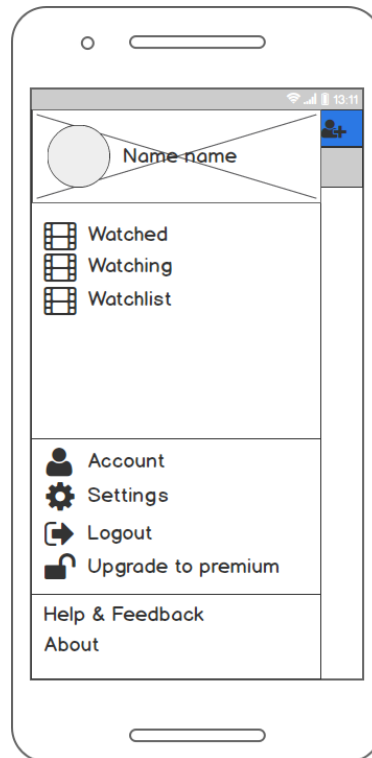 13:11
Name name
Watched
Watching
Watchlist
Account
Settings
Logout
Upgrade to premium
Help & Feedback
About